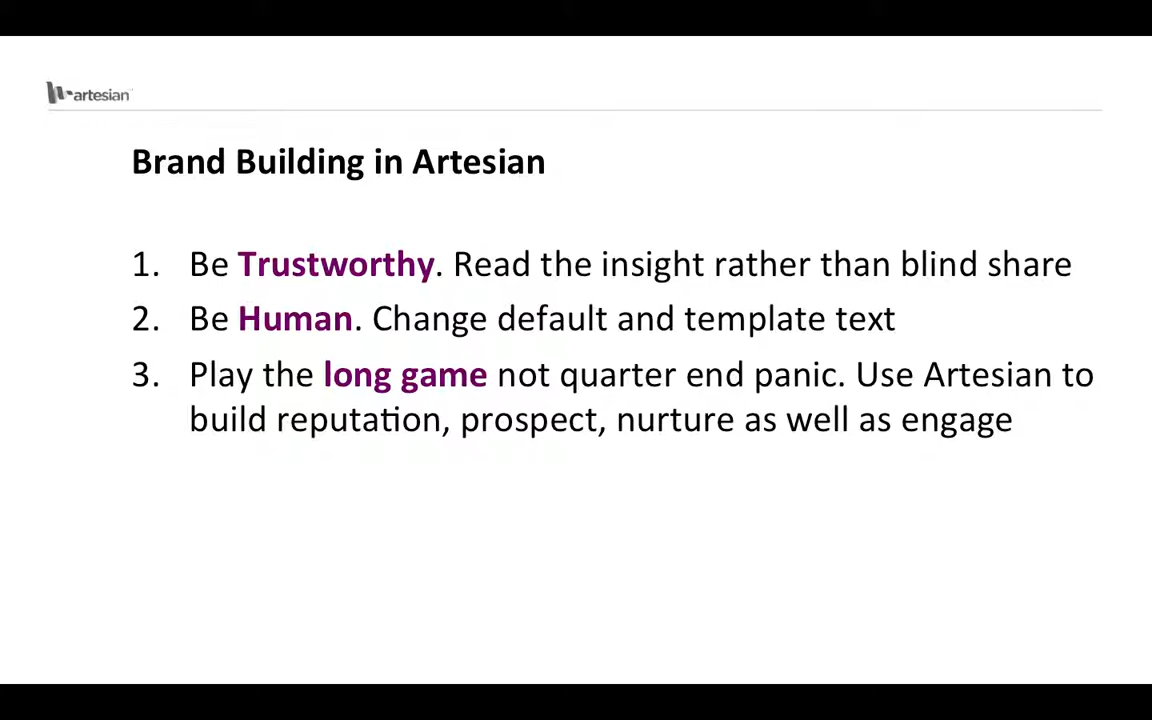 artesian
Brand Building in Artesian
1. Be Trustworthy. Read the insight rather than blind share
2. Be Human. Change default and template text
3. Play the long game not quarter end panic. Use Artesian to
build reputation, prospect, nurture as well as engage